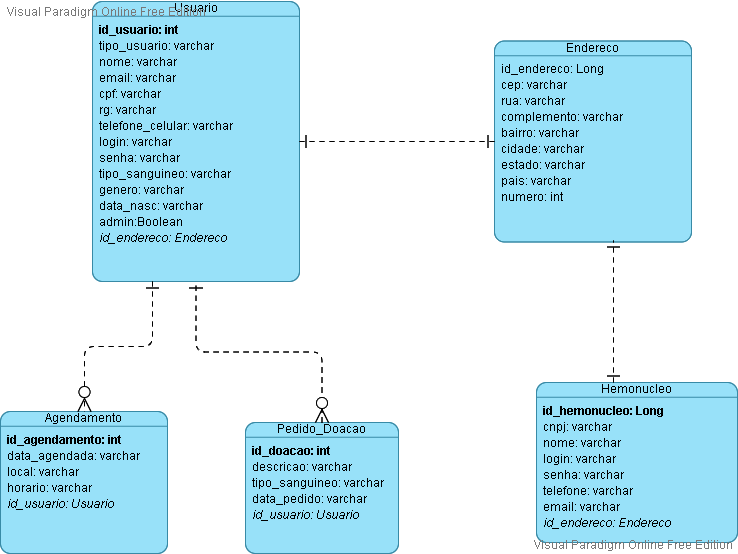 Visual Paradigm Online Free Edition
Usuario
id_usuario: int
tipo_usuario: varchar
nome: varchar
email: varchar
cpf: varchar
rg: varchar
telefone_celular: varchar
login: varchar
senha: varchar
tipo_sanguineo: varchar
genero: varchar
data_nasc: varchar
admin:Boolean
id_endereco: Endereco
Endereco
id_endereco: Long
cep: varchar
rua: varchar
complemento: varchar
bairro: varchar
cidade: varchar
estado: varchar
pais: varchar
numero: int
Agendamento
id_agendamento: int
data_agendada: varchar
local: varchar
horario: varchar
id_usuario: Usuario
Pedido_Doacao
id_doacao: int
descricao: varchar
tipo_sanguineo: varchar
data_pedido: varchar
id_usuario: Usuario
Hemonucleo
id_hemonucleo: Long
cnpj: varchar
nome: varchar
login: varchar
senha: varchar
telefone: varchar
email: varchar
id_endereco: Endereco
Visual Paradigm Online Free Edition